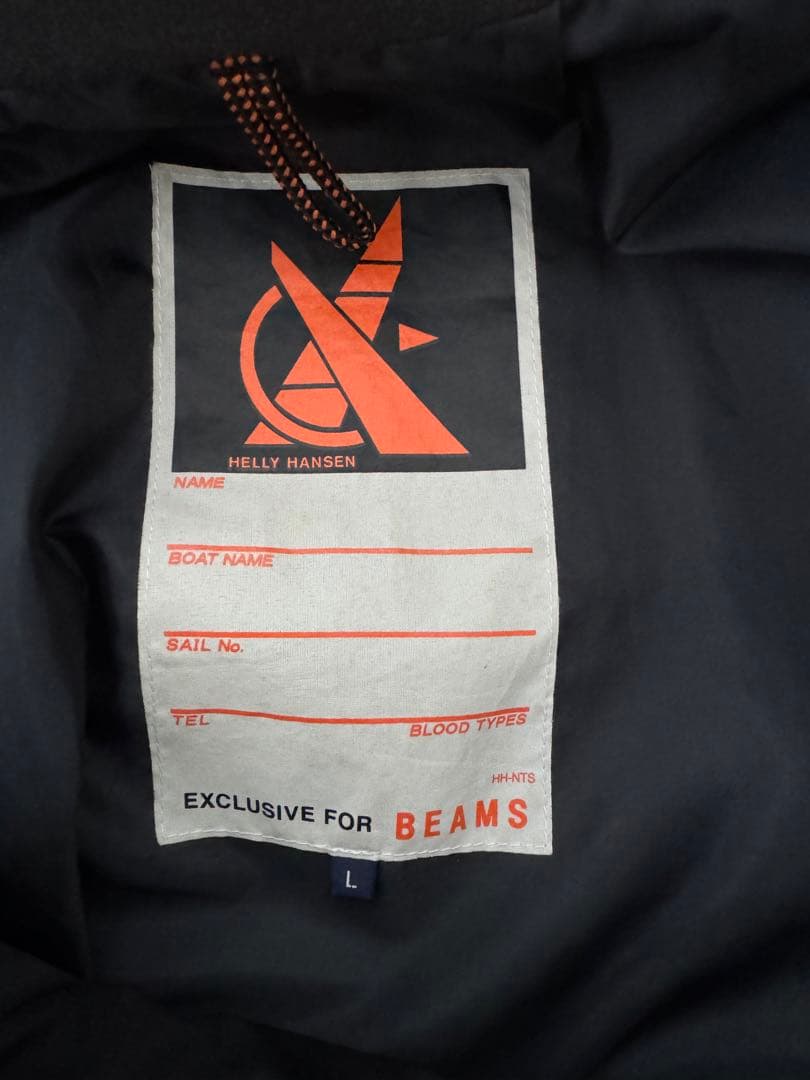 HELLY HANSEN
NAME
BOAT NAME
SAIL No.
TEL BLOOD TYPES
HH-NTS
EXCLUSIVE FOR BEAMS
L